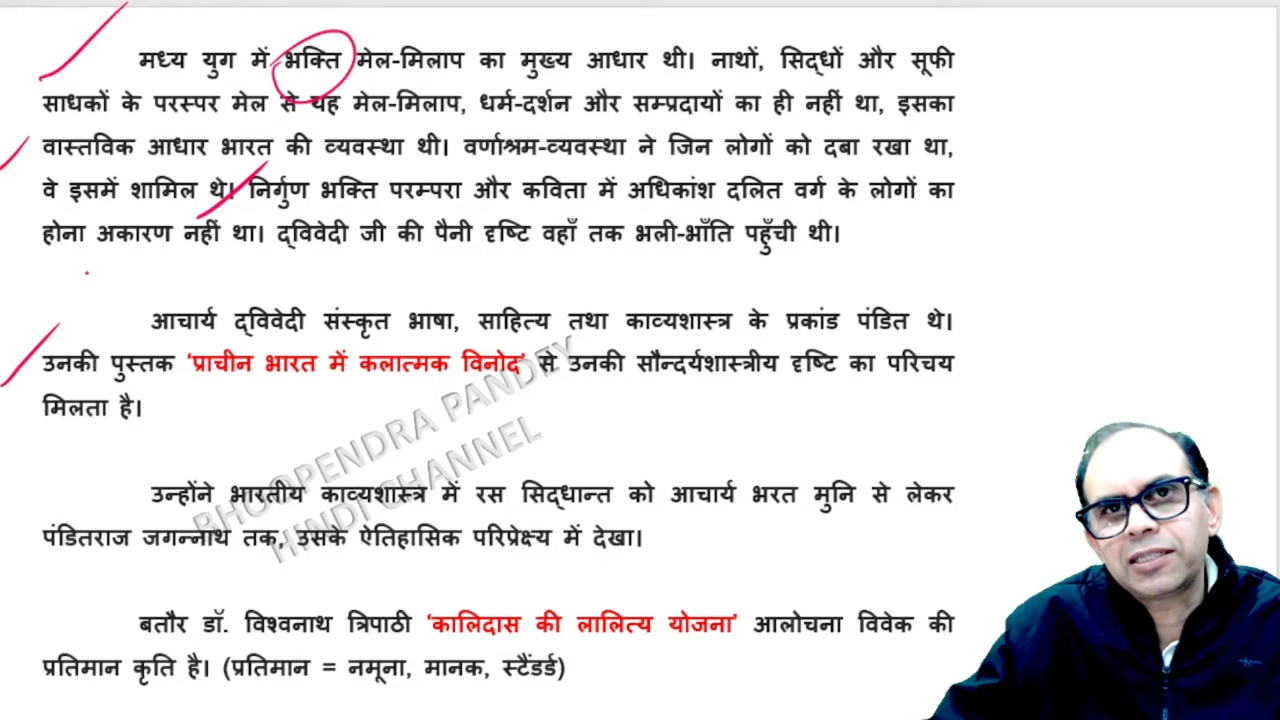 मध्य युग में भक्ति मेल-मिलाप का मुख्य आधार थी। नाथों, सिद्धों और सूफी
साधकों के परस्पर मेल से यह मेल-मिलाप, धर्म-दर्शन और सम्प्रदायों का ही नहीं था, इसका
वास्तविक आधार भारत की व्यवस्था थी। वर्णाश्रम-व्यवस्था ने जिन लोगों को दबा रखा था,
वे इसमें शामिल थे। निर्गुण भक्ति परम्परा और कविता में अधिकांश दलित वर्ग के लोगों का
होना अकारण नहीं था। द्विवेदी जी की पैनी दृष्टि वहाँ तक भली-भाँति पहुँची थी।
आचार्य द्विवेदी संस्कृत भाषा, साहित्य तथा काव्यशास्त्र के प्रकांड पंडित थे।
उनकी पुस्तक ‘प्राचीन भारत में कलात्मक विनोद’ से उनकी सौन्दर्यशास्त्रीय दृष्टि का परिचय
मिलता है।
उन्होंने भारतीय काव्यशास्त्र में रस सिद्धान्त को आचार्य भरत मुनि से लेकर
पंडितराज जगन्नाथ तक, उसके ऐतिहासिक परिप्रेक्ष्य में देखा।
बतौर डॉ. विश्वनाथ त्रिपाठी ‘कालिदास की लालित्य योजना’ आलोचना विवेक की
प्रतिमान कृति है। (प्रतिमान = नमूना, मानक, स्टैंडर्ड)
BHOOPENDRA PANDEY
HINDI CHANNEL